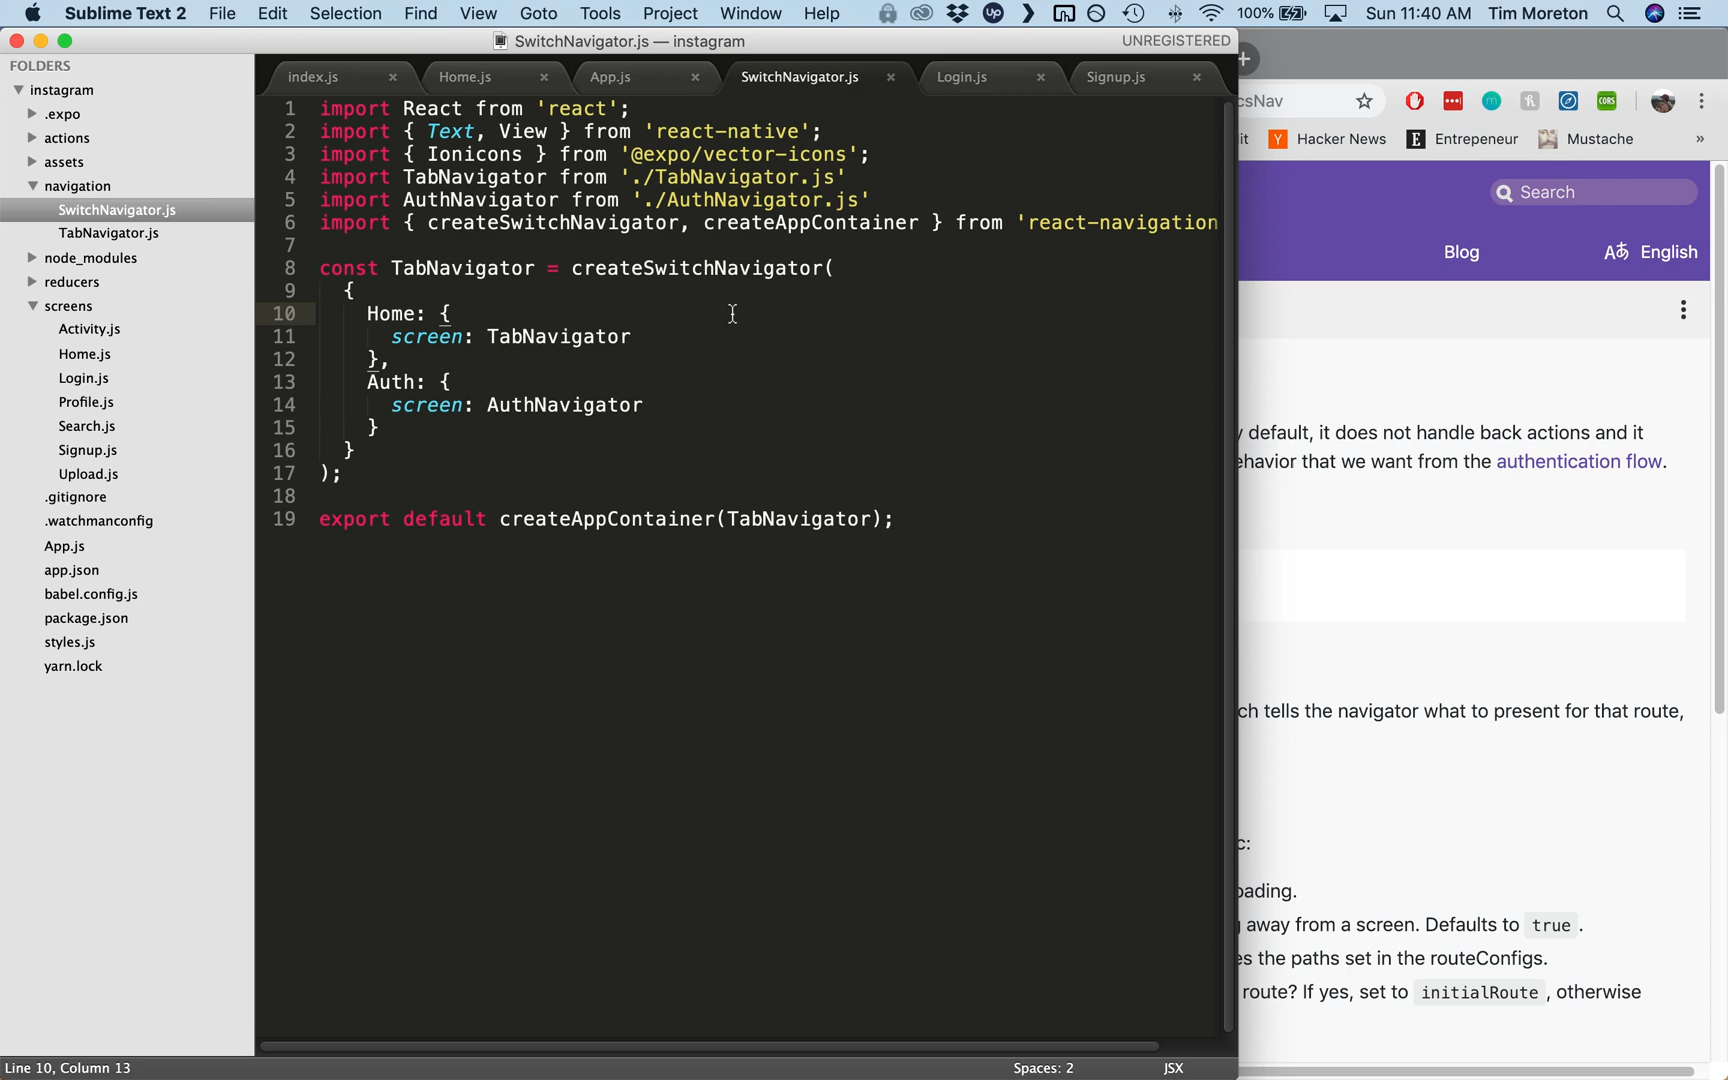 Sublime Text 2 File Edit Selection Find View Goto Tools Project Window Help 100% Sun 11:40 AM Tim Moreton
SwitchNavigator.js — instagram
UNREGISTERED
FOLDERS
instagram
.expo
actions
assets
navigation
SwitchNavigator.js
TabNavigator.js
node_modules
reducers
screens
Activity.js
Home.js
Login.js
Profile.js
Search.js
Signup.js
Upload.js
.gitignore
.watchmanconfig
App.js
app.json
babel.config.js
package.json
styles.js
yarn.lock
index.js Home.js App.js SwitchNavigator.js Login.js Signup.js
1 import React from 'react';
2 import { Text, View } from 'react-native';
3 import { Ionicons } from '@expo/vector-icons';
4 import TabNavigator from './TabNavigator.js'
5 import AuthNavigator from './AuthNavigator.js'
6 import { createSwitchNavigator, createAppContainer } from 'react-navigation
7
8 const TabNavigator = createSwitchNavigator(
9 {
10 Home: {
11 screen: TabNavigator
12 },
13 Auth: {
14 screen: AuthNavigator
15 }
16 }
17 );
18
19 export default createAppContainer(TabNavigator);
Line 10, Column 13
Spaces: 2
JSX
csNav
CORS
it Hacker News Entrepeneur Mustache »
Search
Blog
English
y default, it does not handle back actions and it
ehavior that we want from the authentication flow.
ch tells the navigator what to present for that route,
c:
oading.
g away from a screen. Defaults to true .
es the paths set in the routeConfigs.
route? If yes, set to initialRoute , otherwise